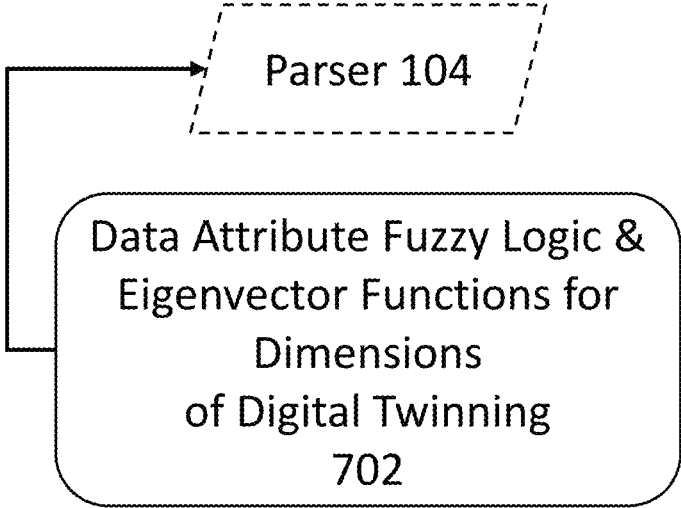 Parser 104
Data Attribute Fuzzy Logic &
Eigenvector Functions for
Dimensions
of Digital Twinning
702